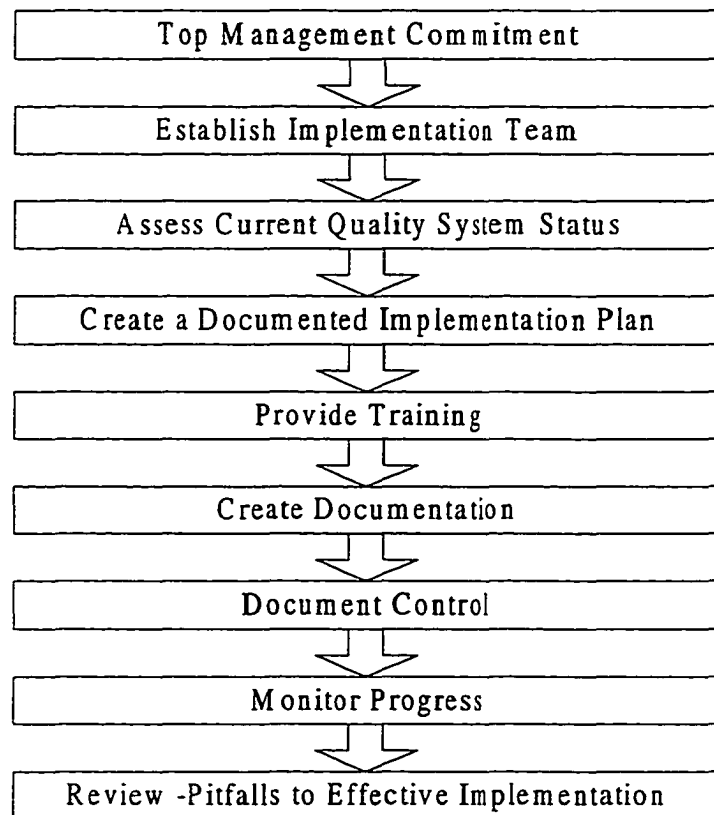 Top Management Commitment
Establish Implementation Team
Assess Current Quality System Status
Create a Documented Implementation Plan
Provide Training
Create Documentation
Document Control
Monitor Progress
Review -Pitfalls to Effective Implementation